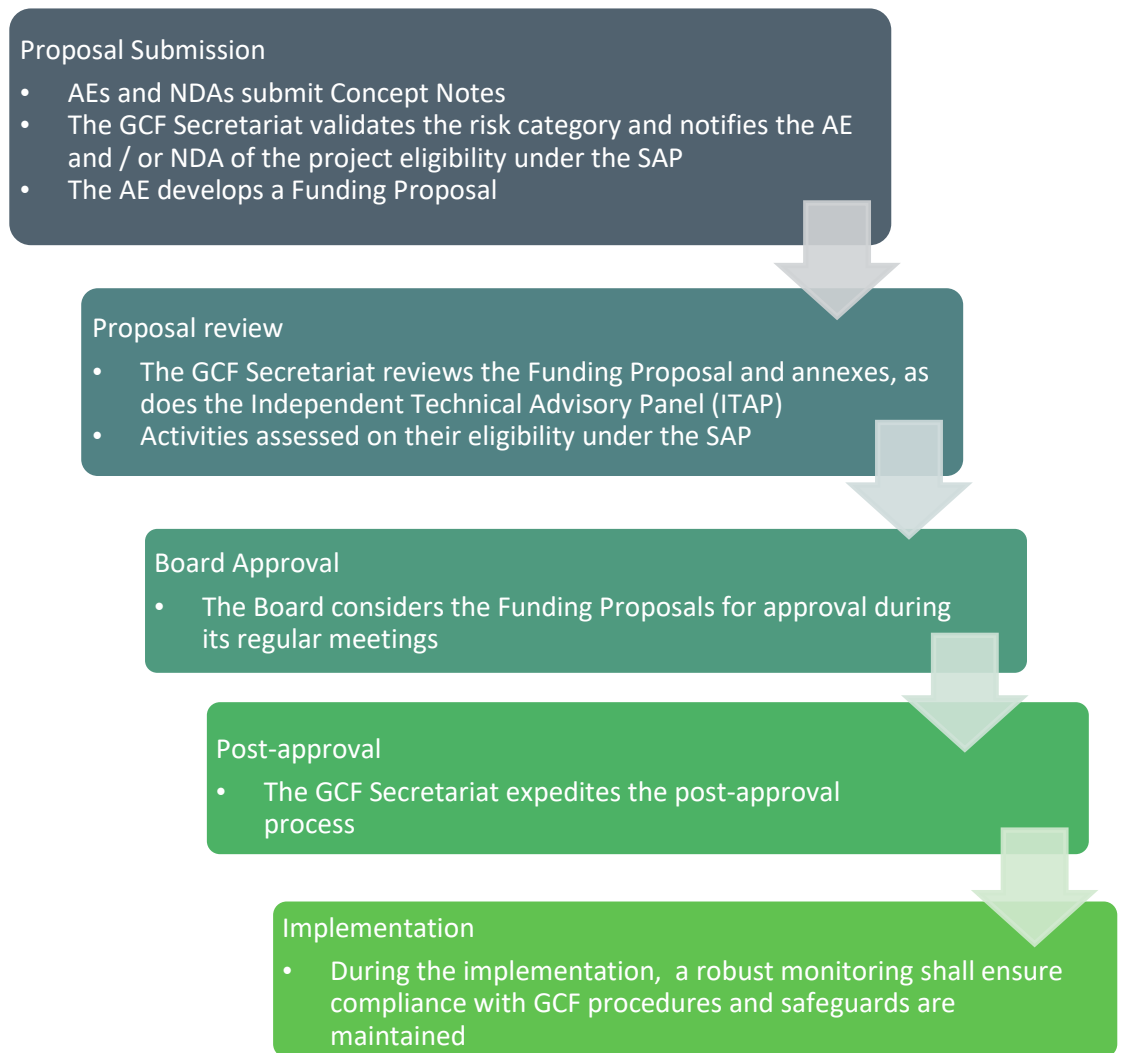 Proposal Submission
• AEs and NDAs submit Concept Notes
• The GCF Secretariat validates the risk category and notifies the AE
and / or NDA of the project eligibility under the SAP
• The AE develops a Funding Proposal
Proposal review
• The GCF Secretariat reviews the Funding Proposal and annexes, as
does the Independent Technical Advisory Panel (ITAP)
• Activities assessed on their eligibility under the SAP
Board Approval
• The Board considers the Funding Proposals for approval during
its regular meetings
Post-approval
• The GCF Secretariat expedites the post-approval
process
Implementation
• During the implementation, a robust monitoring shall ensure
compliance with GCF procedures and safeguards are
maintained